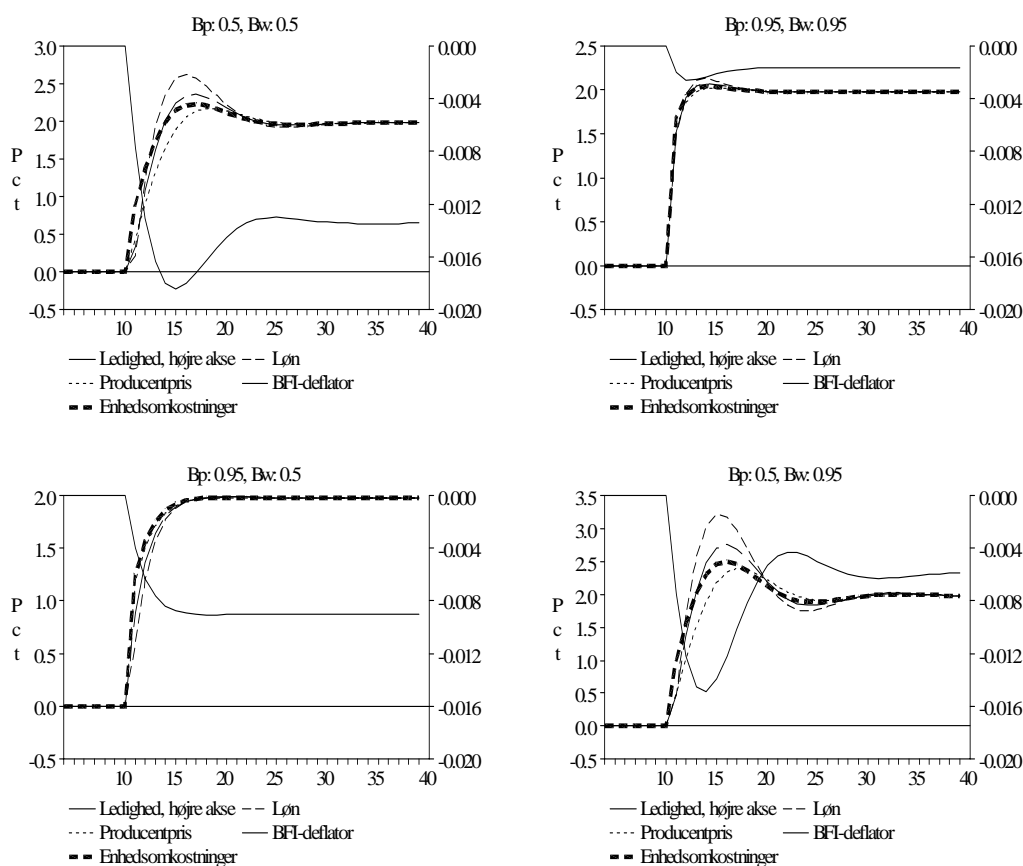 Bp: 0.5, Bw: 0.5
3.0
2.5
2.0
1.5
1.0
0.5
0.0
-0.5
Pct
0.000
-0.004
-0.008
-0.012
-0.016
-0.020
10 15 20 25 30 35 40
Ledighed, højre akse Løn
Producentpris BFI-deflator
Enhedsomkostninger
Bp: 0.95, Bw: 0.95
2.5
2.0
1.5
1.0
0.5
0.0
-0.5
Pct
0.000
-0.004
-0.008
-0.012
-0.016
-0.020
10 15 20 25 30 35 40
Ledighed, højre akse Løn
Producentpris BFI-deflator
Enhedsomkostninger
Bp: 0.95, Bw: 0.5
2.0
1.5
1.0
0.5
0.0
-0.5
Pct
0.000
-0.004
-0.008
-0.012
-0.016
-0.020
10 15 20 25 30 35 40
Ledighed, højre akse Løn
Producentpris BFI-deflator
Enhedsomkostninger
Bp: 0.5, Bw: 0.95
3.5
3.0
2.5
2.0
1.5
1.0
0.5
0.0
-0.5
Pct
0.000
-0.004
-0.008
-0.012
-0.016
-0.020
10 15 20 25 30 35 40
Ledighed, højre akse Løn
Producentpris BFI-deflator
Enhedsomkostninger